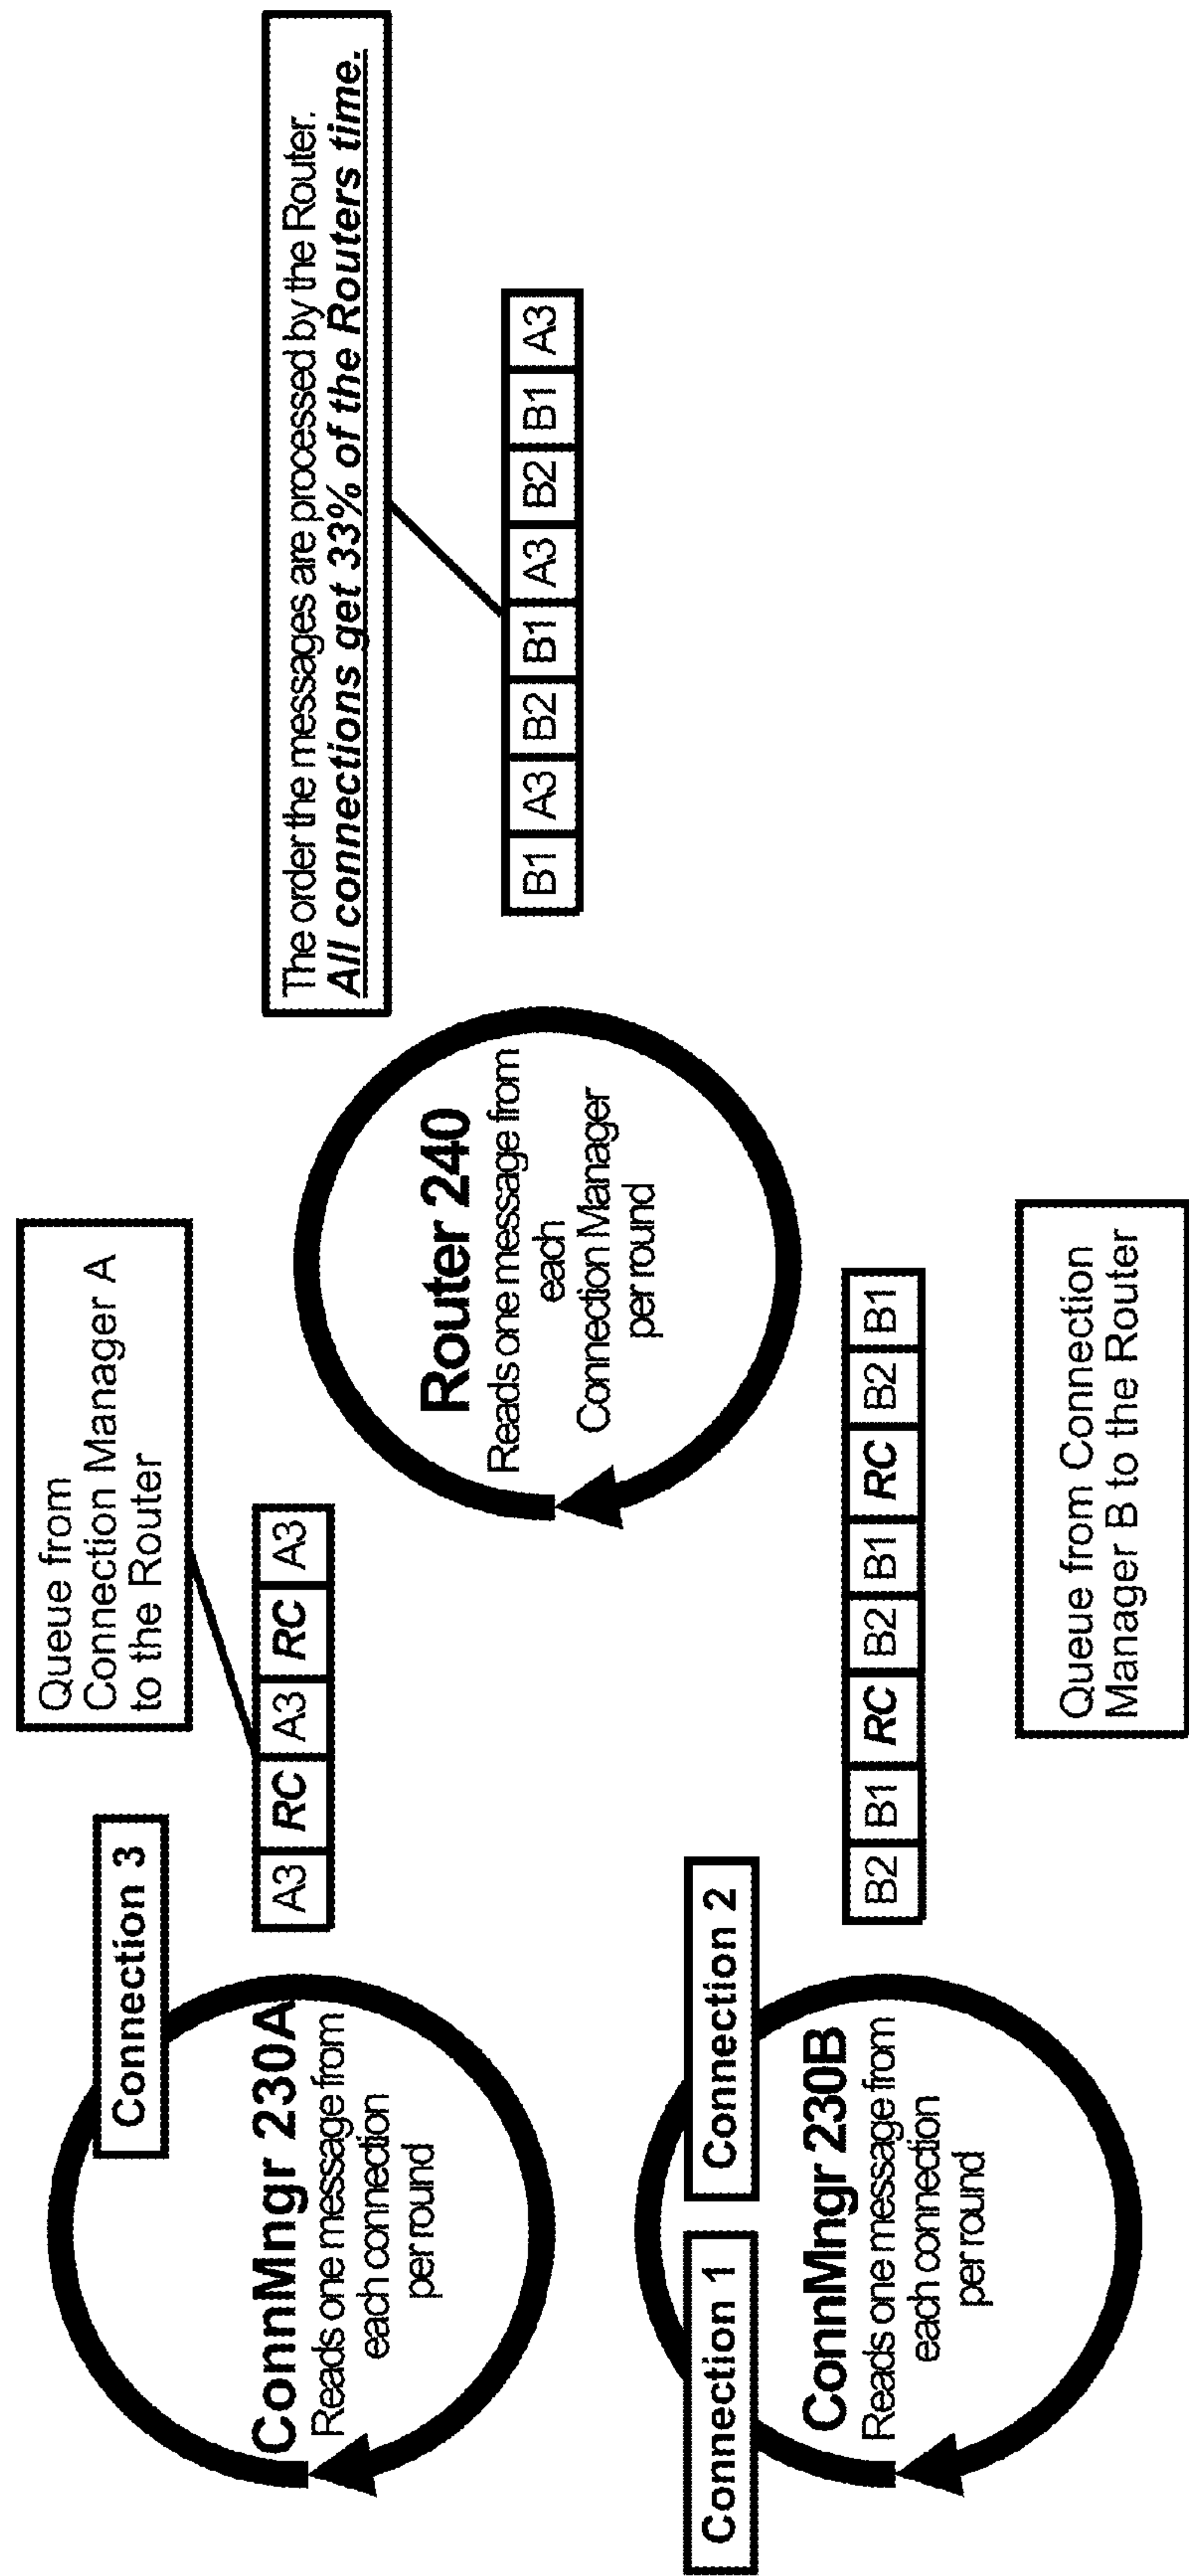 Connection 3
ConnMngr 230A
Reads one message from
each connection
per round
Queue from
Connection Manager A
to the Router
A3 RC A3 RC A3
Connection 1
Connection 2
ConnMngr 230B
Reads one message from
each connection
per round
B2 B1 RC B2 B1 RC B2 B1
Queue from Connection
Manager B to the Router
Router 240
Reads one message from
each
Connection Manager
per round
The order the messages are processed by the Router.
All connections get 33% of the Routers time.
B1 A3 B2 B1 A3 B2 B1 A3